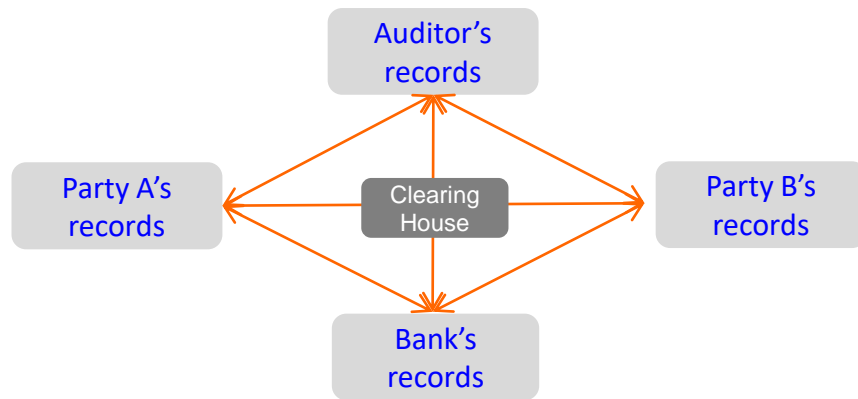 Auditor’s
records
Party A’s
records
Clearing
House
Party B’s
records
Bank’s
records